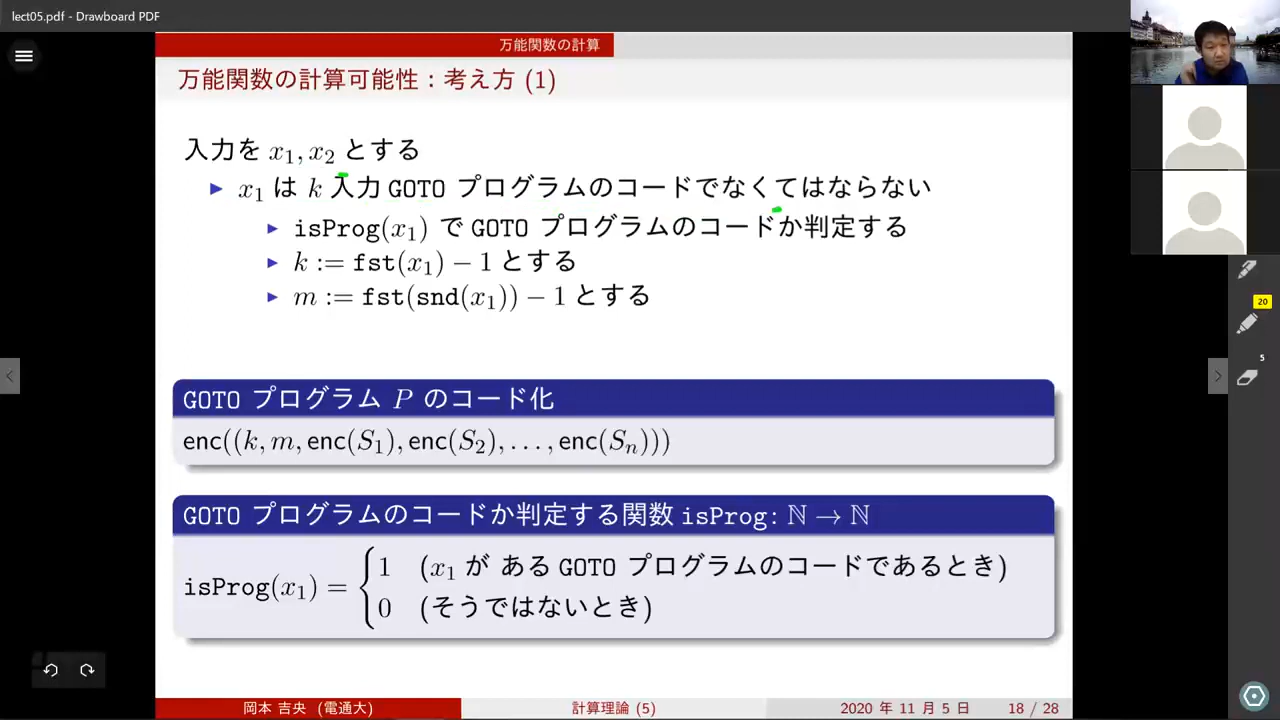 lect05.pdf - Drawboard PDF
万能関数の計算
万能関数の計算可能性：考え方 (1)
入力を x₁, x₂ とする
▶ x₁ は k 入力 GOTO プログラムのコードでなくてはならない
▶ isProg(x₁) で GOTO プログラムのコードか判定する
▶ k := fst(x₁) − 1 とする
▶ m := fst(snd(x₁)) − 1 とする
GOTO プログラム P のコード化
enc((k, m, enc(S₁), enc(S₂), . . . , enc(Sₙ)))
GOTO プログラムのコードか判定する関数 isProg: ℕ → ℕ
isProg(x₁) = { 1 (x₁ が ある GOTO プログラムのコードであるとき)
0 (そうではないとき)
岡本 吉央 (電通大) 計算理論 (5) 2020 年 11 月 5 日 18 / 28
20
5